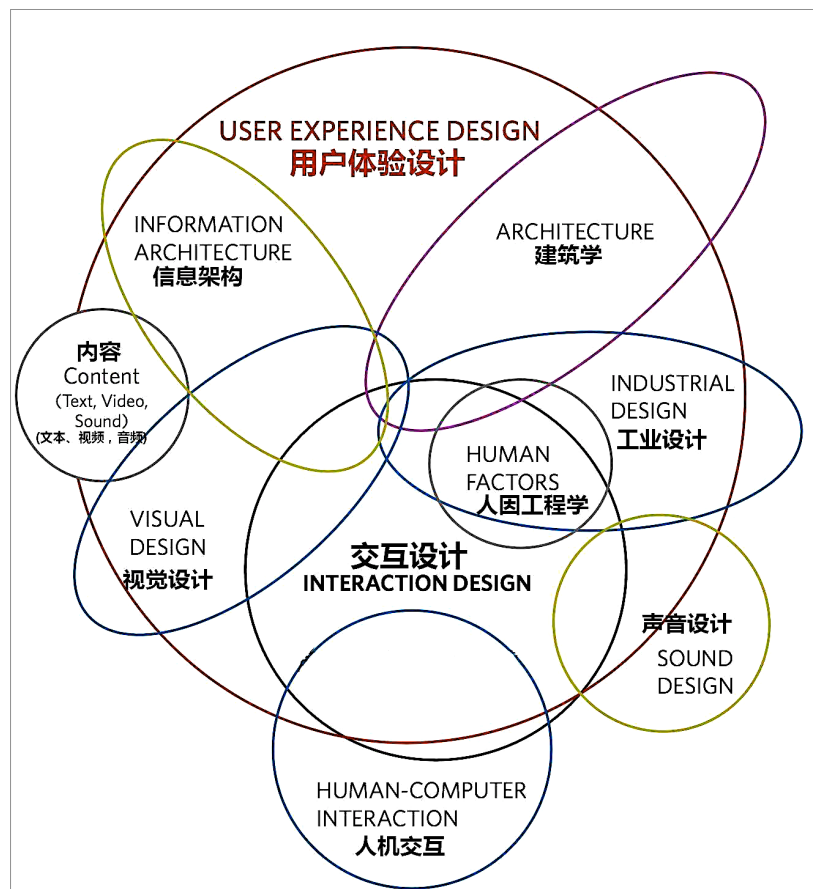 USER EXPERIENCE DESIGN
用户体验设计
INFORMATION
ARCHITECTURE
信息架构
ARCHITECTURE
建筑学
内容
Content
(Text, Video,
Sound)
(文本、视频，音频)
INDUSTRIAL
DESIGN
工业设计
HUMAN
FACTORS
人因工程学
VISUAL
DESIGN
视觉设计
交互设计
INTERACTION DESIGN
声音设计
SOUND
DESIGN
HUMAN-COMPUTER
INTERACTION
人机交互